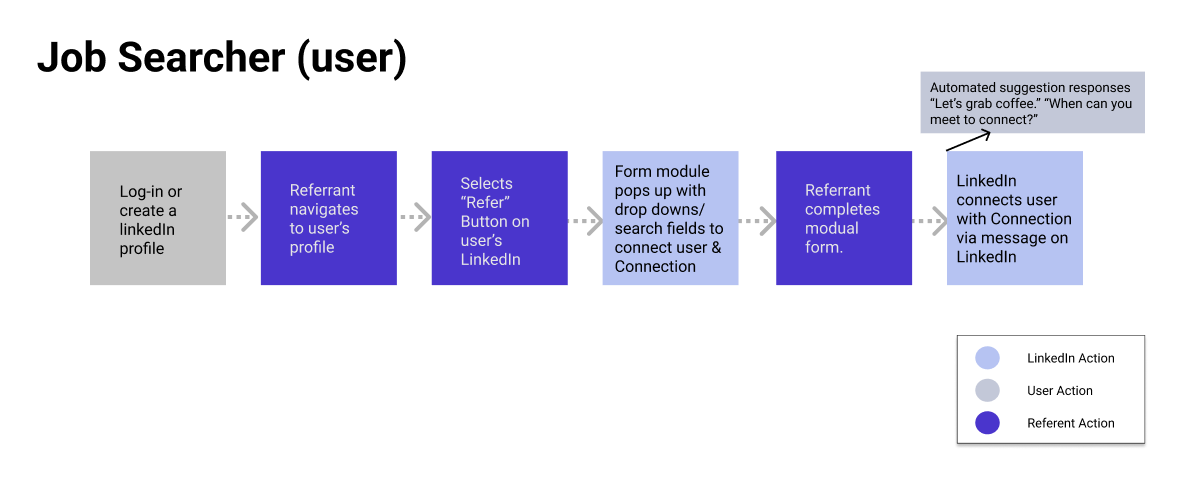 Job Searcher (user)
Automated suggestion responses
“Let’s grab coffee.” “When can you
meet to connect?”
Log-in or
create a
linkedIn
profile
Referrant
navigates
to user’s
profile
Selects
“Refer”
Button on
user’s
LinkedIn
Form module
pops up with
drop downs/
search fields to
connect user &
Connection
Referrant
completes
modual
form.
LinkedIn
connects user
with Connection
via message on
LinkedIn
LinkedIn Action
User Action
Referent Action